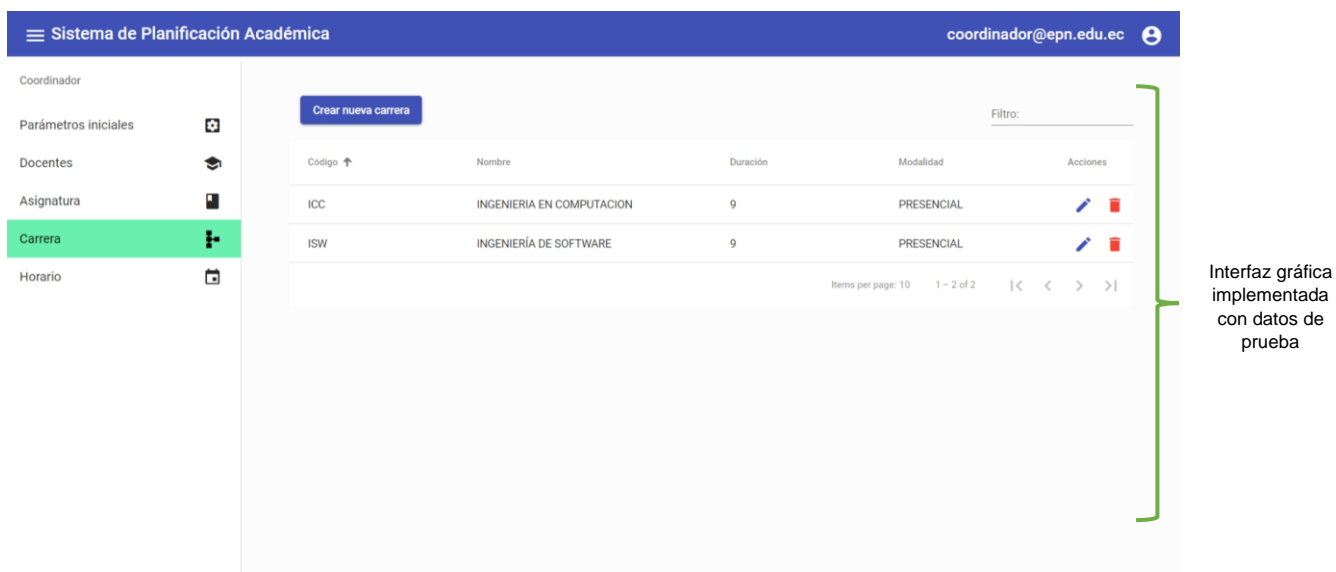 Sistema de Planificación Académica coordinador@epn.edu.ec
Coordinador
Parámetros iniciales
Docentes
Asignatura
Carrera
Horario
Crear nueva carrera
Filtro:
Código Nombre Duración Modalidad Acciones
ICC INGENIERIA EN COMPUTACION 9 PRESENCIAL
ISW INGENIERÍA DE SOFTWARE 9 PRESENCIAL
Items per page: 10 1 – 2 of 2
Interfaz gráfica
implementada
con datos de
prueba